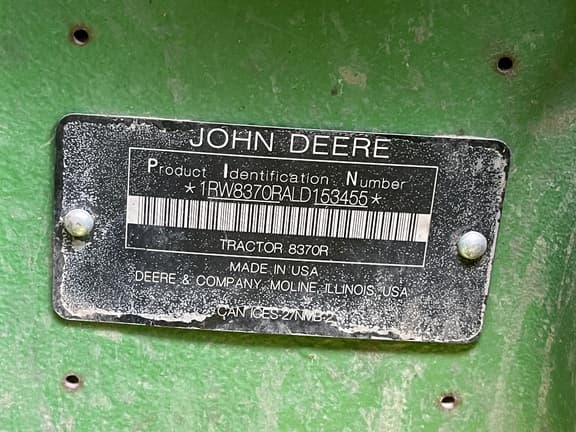 JOHN DEERE
Product Identification Number
*1RW8370RALD153455*
TRACTOR 8370R
MADE IN USA
DEERE & COMPANY, MOLINE, ILLINOIS, USA
CAN ICES-2/NMB-2